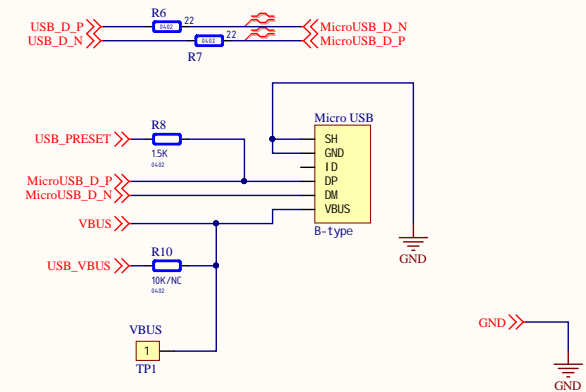 R6
USB_D_P 0402 22 MicroUSB_D_N
USB_D_N 0402 22 MicroUSB_D_P
R7
Micro USB
R8
USB_PRESET
1.5K
0402
SH
GND
ID
MicroUSB_D_P DP
MicroUSB_D_N DM
VBUS
VBUS
B-type
R10
USB_VBUS
10K/NC
0402
GND
GND
VBUS
1
TP1
GND